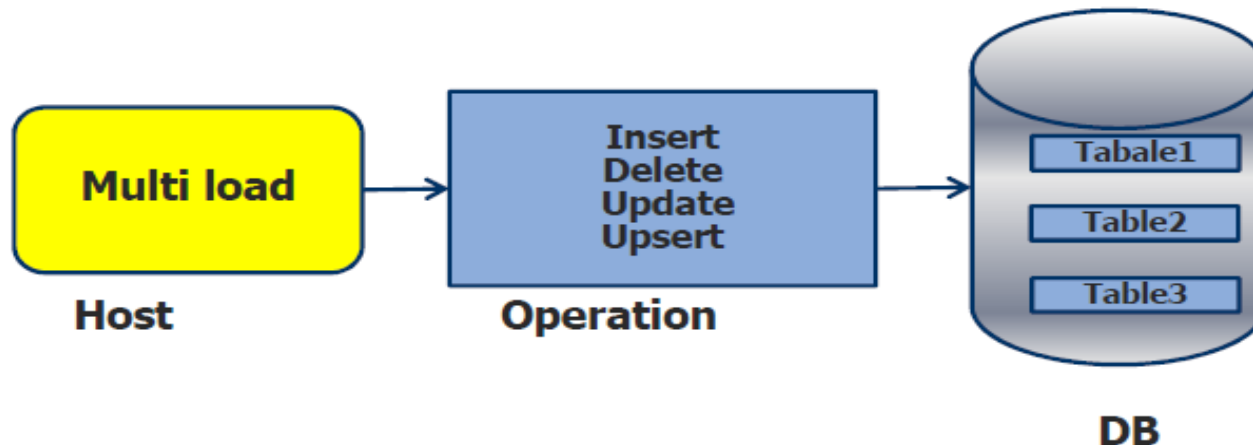 Multi load
Host
Insert
Delete
Update
Upsert
Operation
Tabale1
Table2
Table3
DB